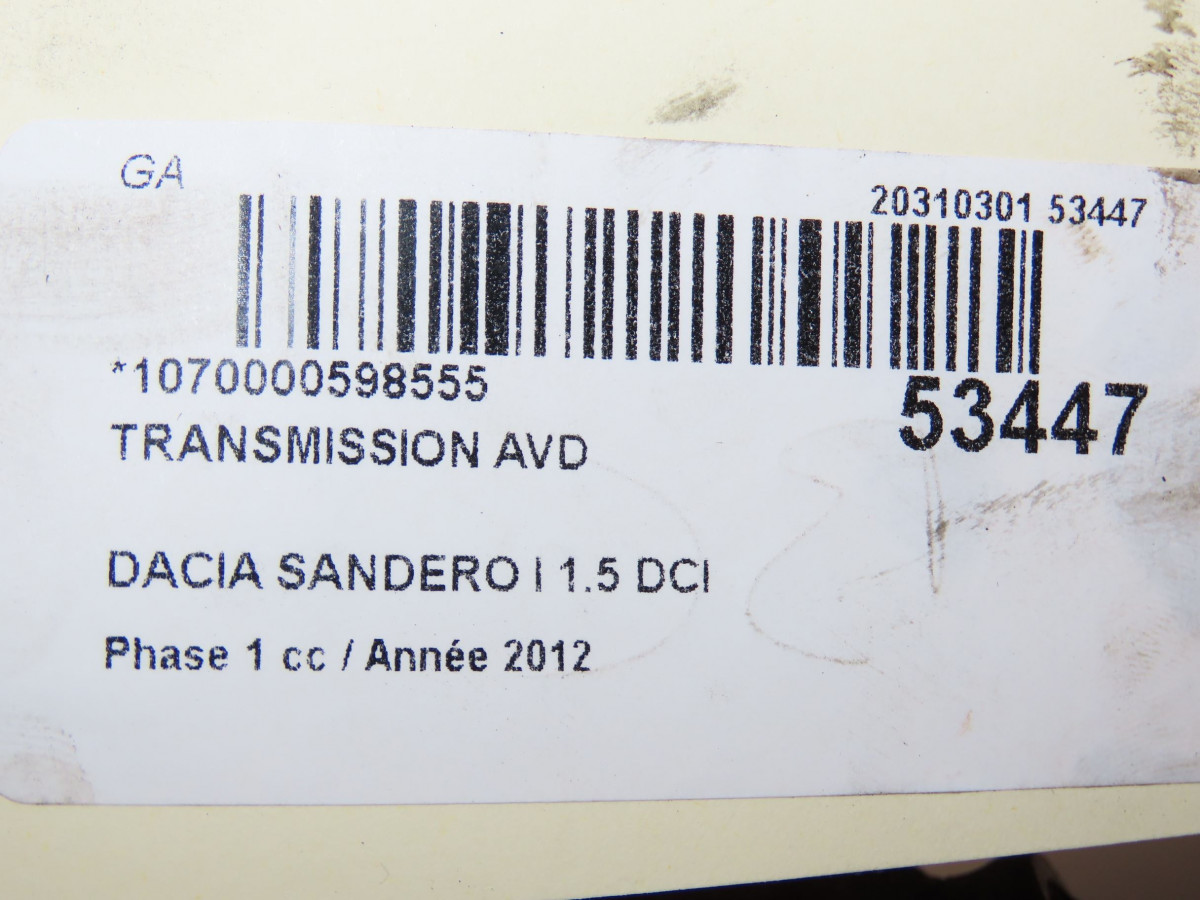 GA
20310301 53447
*1070000598555
53447
TRANSMISSION AVD
DACIA SANDERO I 1.5 DCI
Phase 1 cc / Année 2012